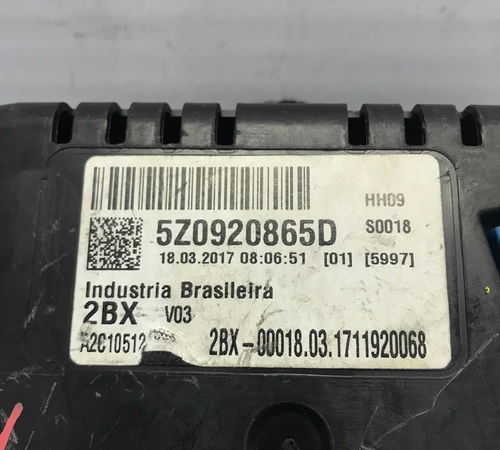 HH09
5Z0920865D S0018
18.03.2017 08:06:51 [01] [5997]
Industria Brasileira
2BX V03
2BX-00018.03.1711920068